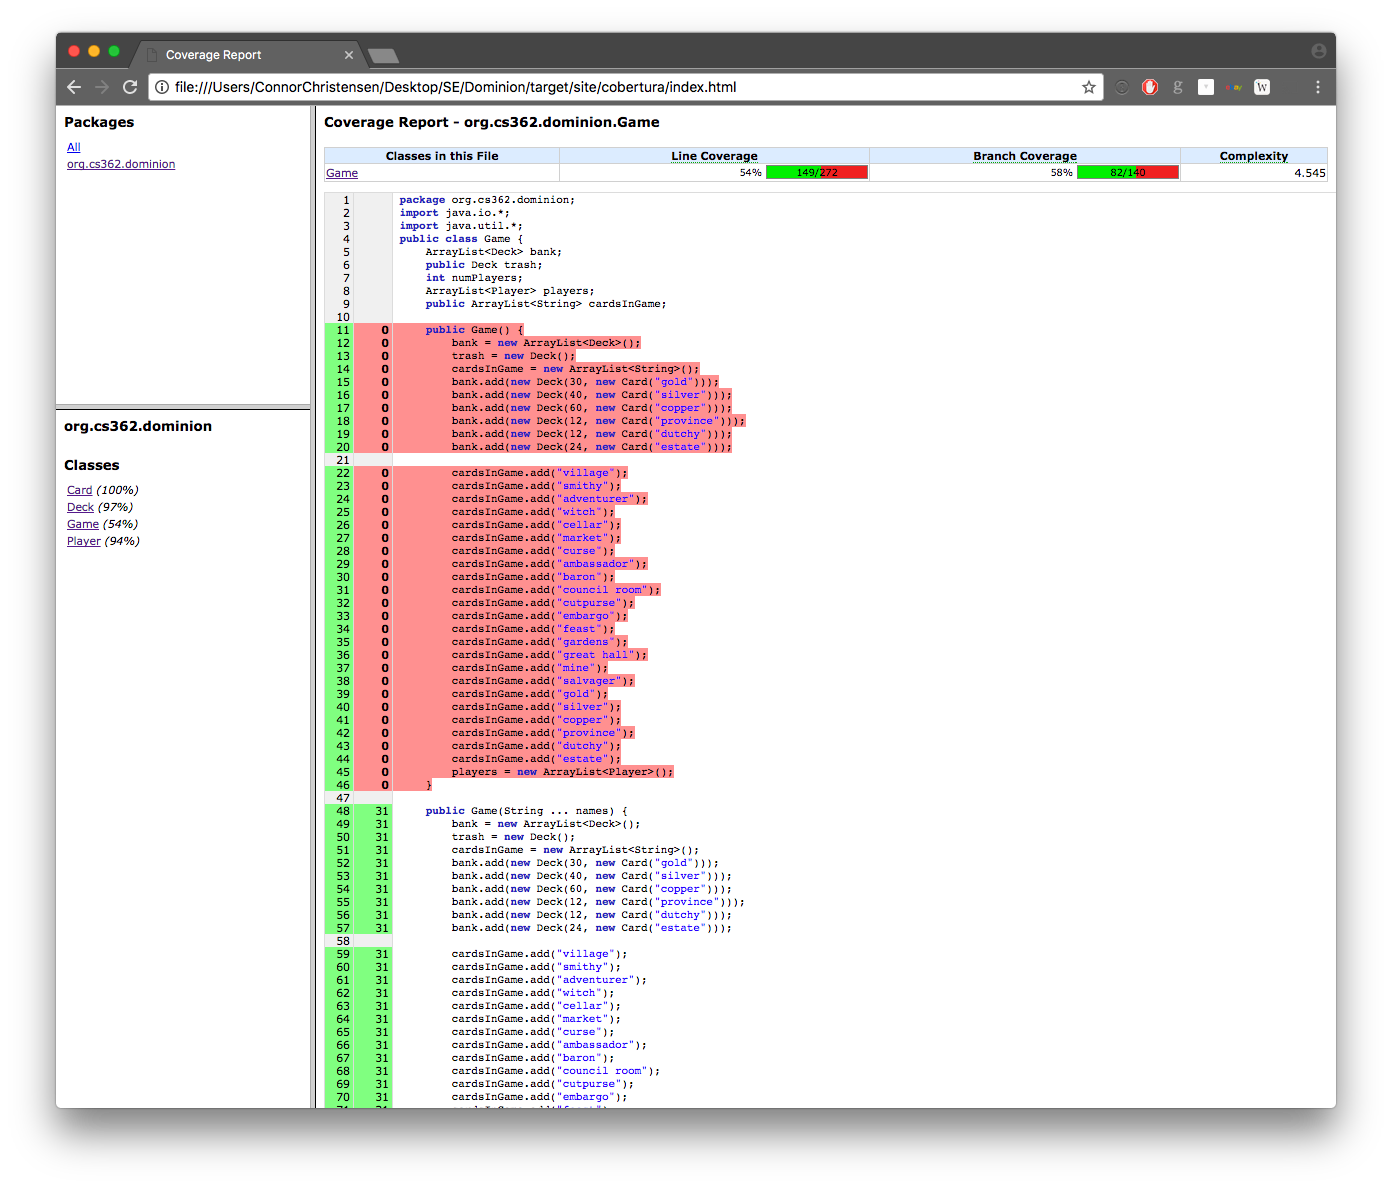 Coverage Report
file:///Users/ConnorChristensen/Desktop/SE/Dominion/target/site/cobertura/index.html
Packages
All
org.cs362.dominion
org.cs362.dominion
Classes
Card (100%)
Deck (97%)
Game (54%)
Player (94%)
Coverage Report - org.cs362.dominion.Game
Classes in this File Line Coverage Branch Coverage Complexity
Game 54% 149/272 58% 82/140 4.545
1 package org.cs362.dominion;
2 import java.io.*;
3 import java.util.*;
4 public class Game {
5 ArrayList<Deck> bank;
6 public Deck trash;
7 int numPlayers;
8 ArrayList<Player> players;
9 public ArrayList<String> cardsInGame;
10
11 0 public Game() {
12 0 bank = new ArrayList<Deck>();
13 0 trash = new Deck();
14 0 cardsInGame = new ArrayList<String>();
15 0 bank.add(new Deck(30, new Card("gold")));
16 0 bank.add(new Deck(40, new Card("silver")));
17 0 bank.add(new Deck(60, new Card("copper")));
18 0 bank.add(new Deck(12, new Card("province")));
19 0 bank.add(new Deck(12, new Card("dutchy")));
20 0 bank.add(new Deck(24, new Card("estate")));
21
22 0 cardsInGame.add("village");
23 0 cardsInGame.add("smithy");
24 0 cardsInGame.add("adventurer");
25 0 cardsInGame.add("witch");
26 0 cardsInGame.add("cellar");
27 0 cardsInGame.add("market");
28 0 cardsInGame.add("curse");
29 0 cardsInGame.add("ambassador");
30 0 cardsInGame.add("baron");
31 0 cardsInGame.add("council room");
32 0 cardsInGame.add("cutpurse");
33 0 cardsInGame.add("embargo");
34 0 cardsInGame.add("feast");
35 0 cardsInGame.add("gardens");
36 0 cardsInGame.add("great hall");
37 0 cardsInGame.add("mine");
38 0 cardsInGame.add("salvager");
39 0 cardsInGame.add("gold");
40 0 cardsInGame.add("silver");
41 0 cardsInGame.add("copper");
42 0 cardsInGame.add("province");
43 0 cardsInGame.add("dutchy");
44 0 cardsInGame.add("estate");
45 0 players = new ArrayList<Player>();
46 0 }
47
48 31 public Game(String ... names) {
49 31 bank = new ArrayList<Deck>();
50 31 trash = new Deck();
51 31 cardsInGame = new ArrayList<String>();
52 31 bank.add(new Deck(30, new Card("gold")));
53 31 bank.add(new Deck(40, new Card("silver")));
54 31 bank.add(new Deck(60, new Card("copper")));
55 31 bank.add(new Deck(12, new Card("province")));
56 31 bank.add(new Deck(12, new Card("dutchy")));
57 31 bank.add(new Deck(24, new Card("estate")));
58
59 31 cardsInGame.add("village");
60 31 cardsInGame.add("smithy");
61 31 cardsInGame.add("adventurer");
62 31 cardsInGame.add("witch");
63 31 cardsInGame.add("cellar");
64 31 cardsInGame.add("market");
65 31 cardsInGame.add("curse");
66 31 cardsInGame.add("ambassador");
67 31 cardsInGame.add("baron");
68 31 cardsInGame.add("council room");
69 31 cardsInGame.add("cutpurse");
70 31 cardsInGame.add("embargo");